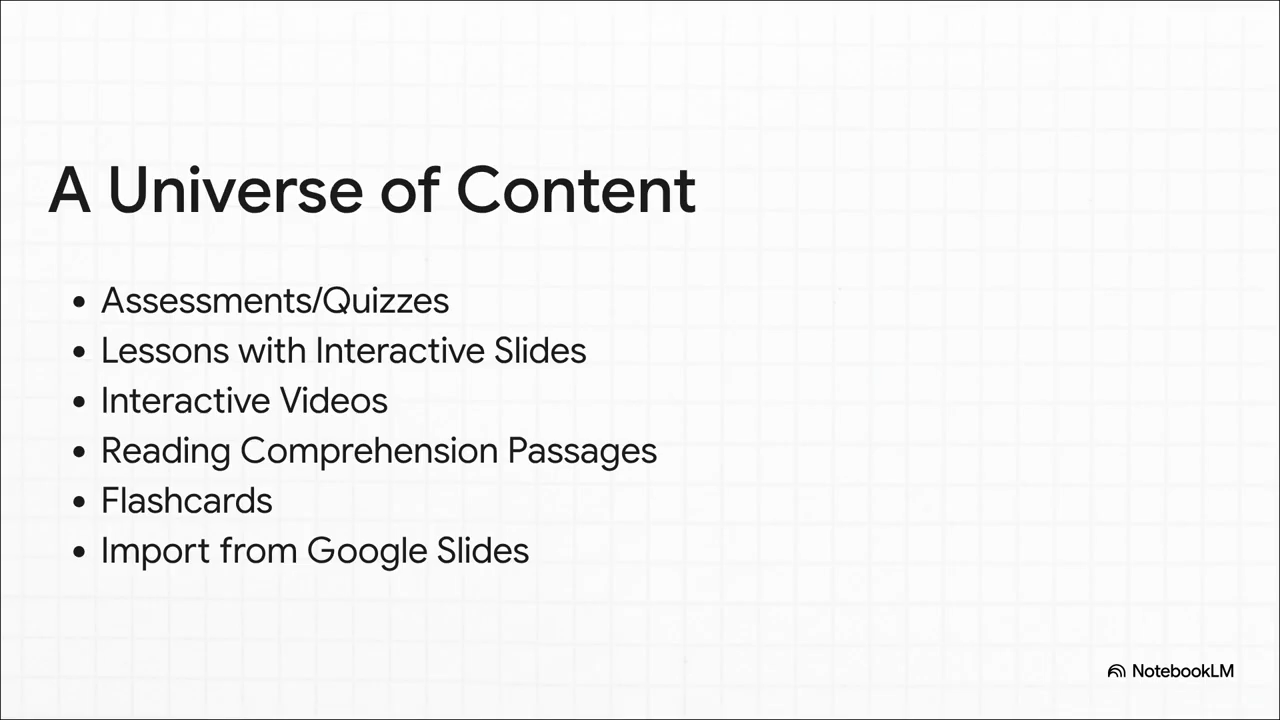 A Universe of Content
• Assessments/Quizzes
• Lessons with Interactive Slides
• Interactive Videos
• Reading Comprehension Passages
• Flashcards
• Import from Google Slides
NotebookLM